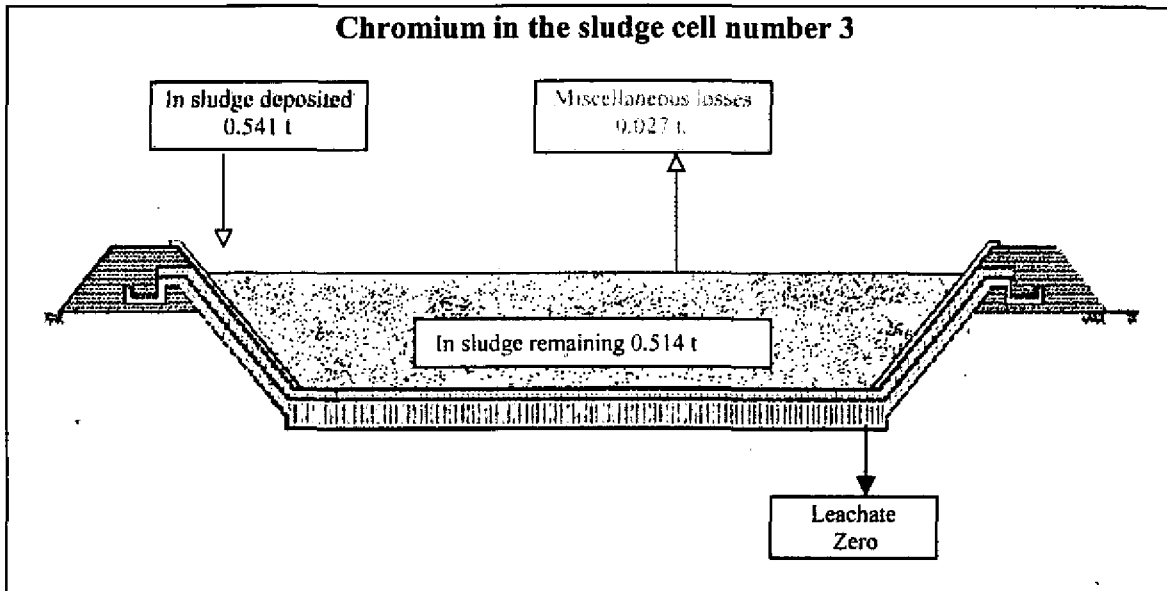 Chromium in the sludge cell number 3
In sludge deposited
0.541 t
Miscellaneous losses
0.027 t.
In sludge remaining 0.514 t
Leachate
Zero